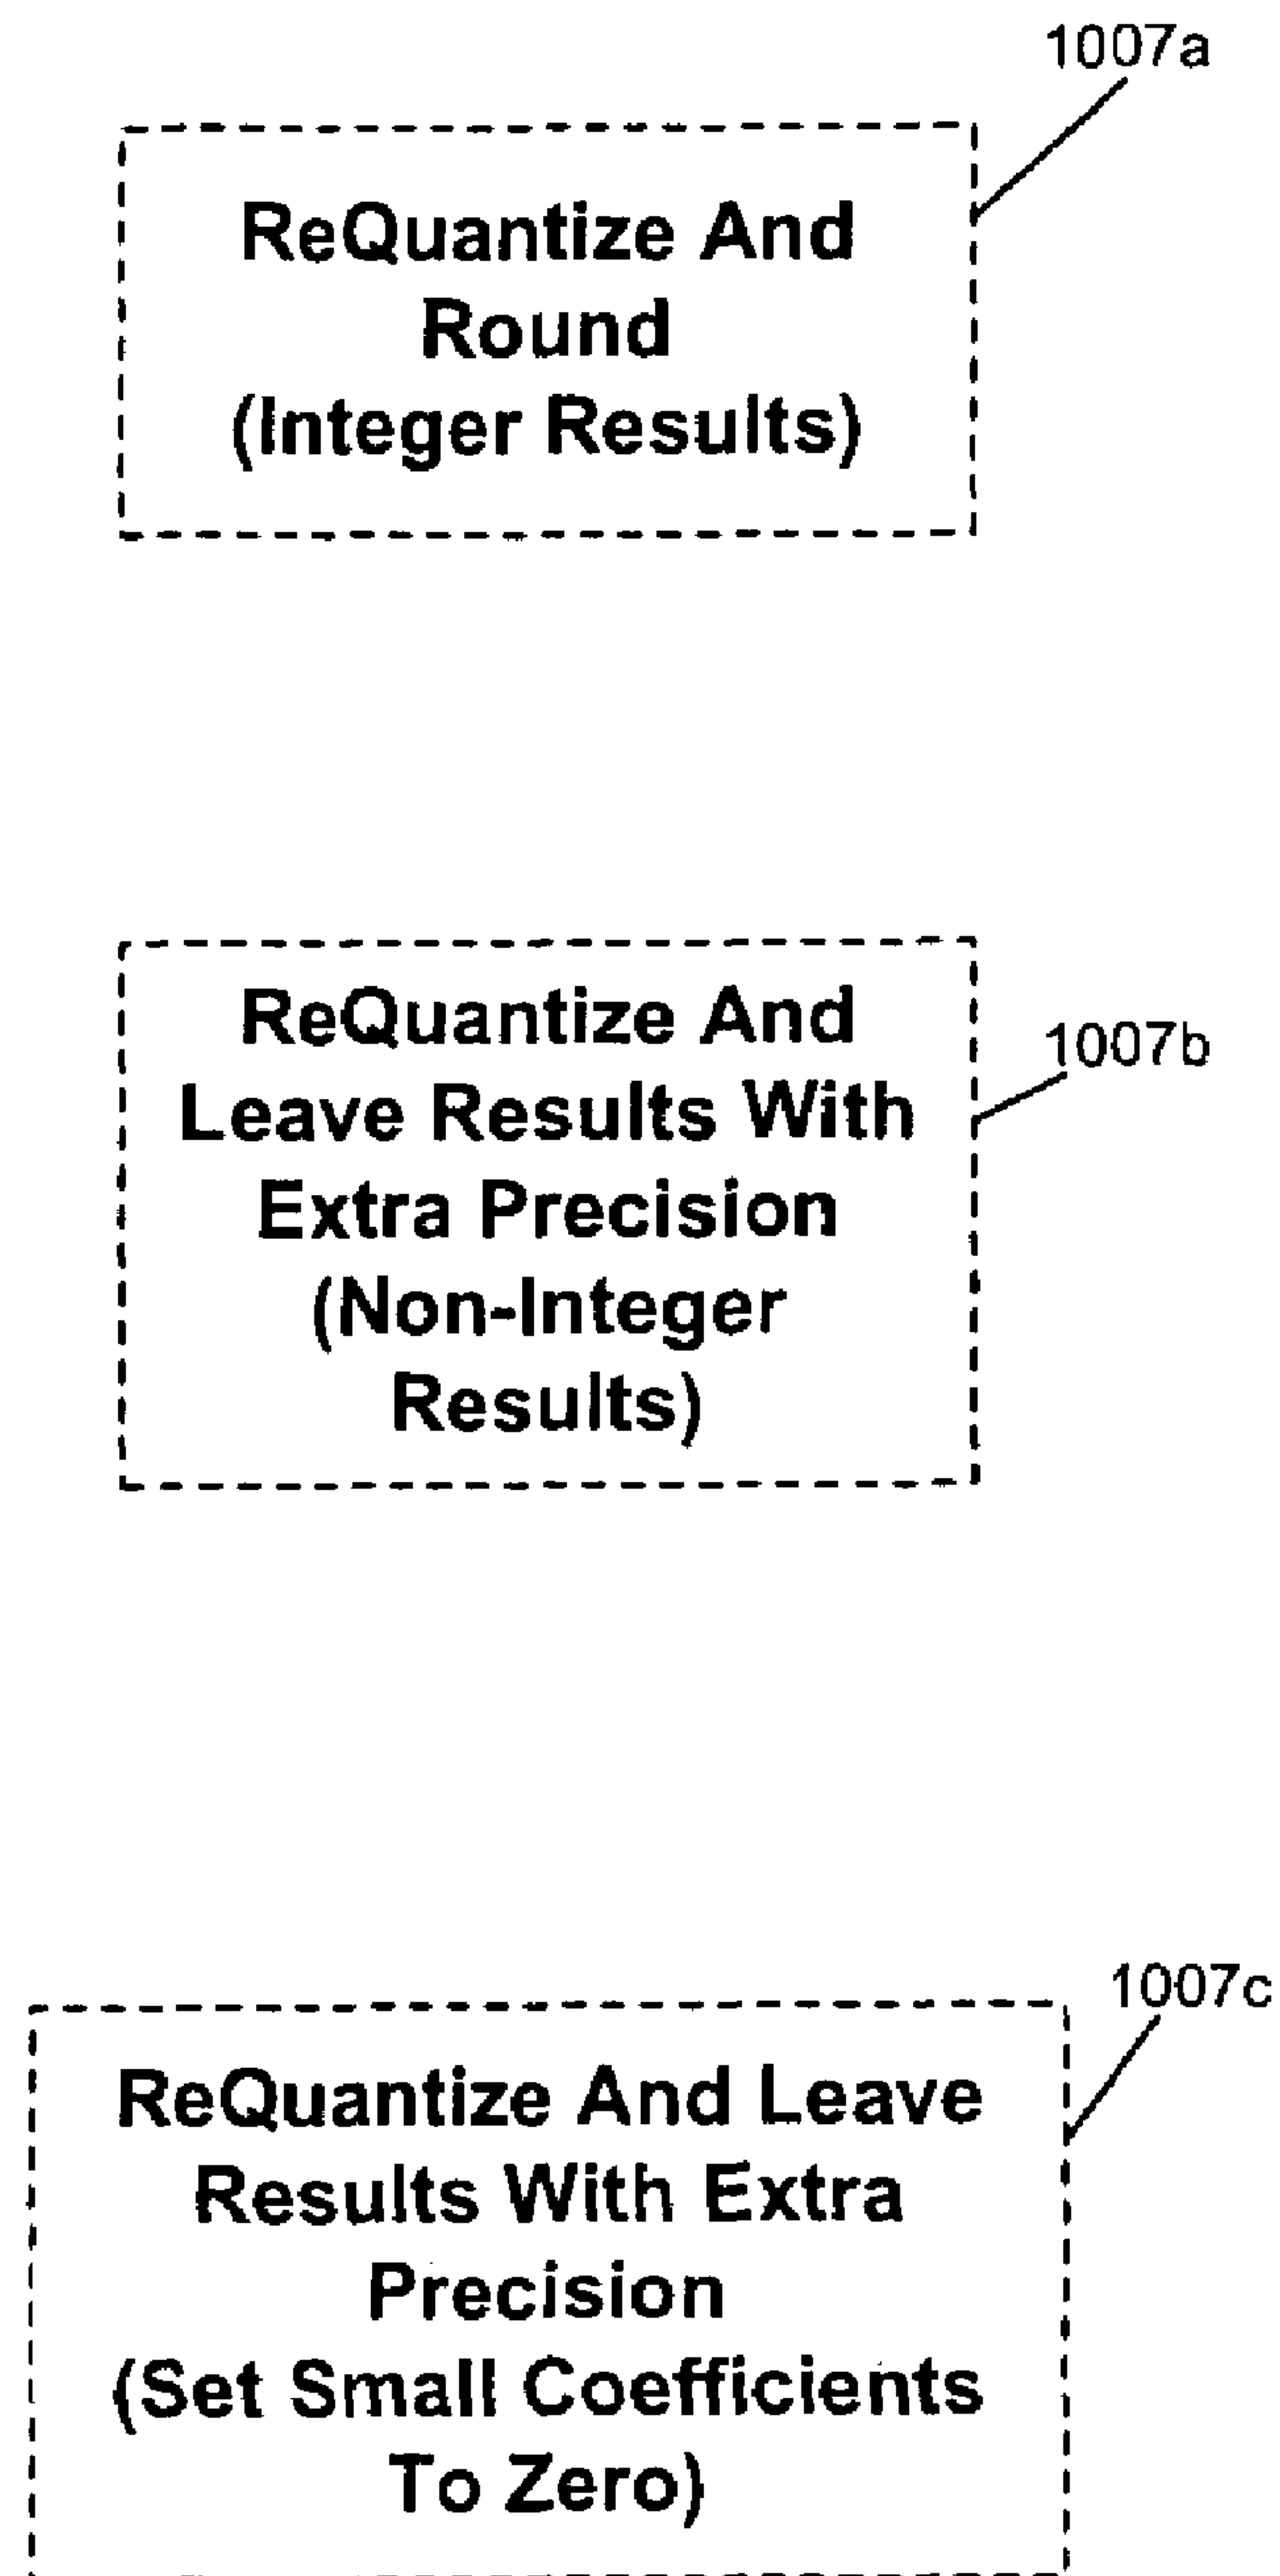 1007a
ReQuantize And
Round
(Integer Results)
ReQuantize And
Leave Results With
Extra Precision
(Non-Integer
Results)
1007b
1007c
ReQuantize And Leave
Results With Extra
Precision
(Set Small Coefficients
To Zero)